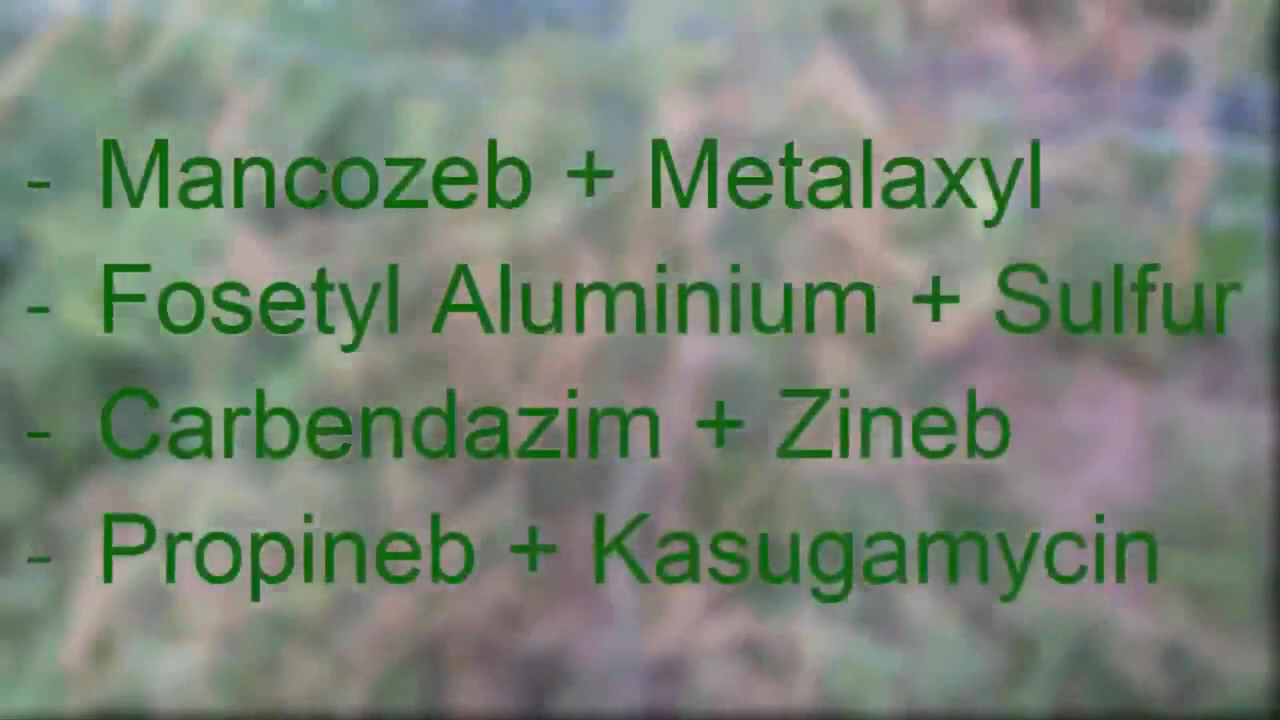 - Mancozeb + Metalaxyl
- Fosetyl Aluminium + Sulfur
- Carbendazim + Zineb
- Propineb + Kasugamycin